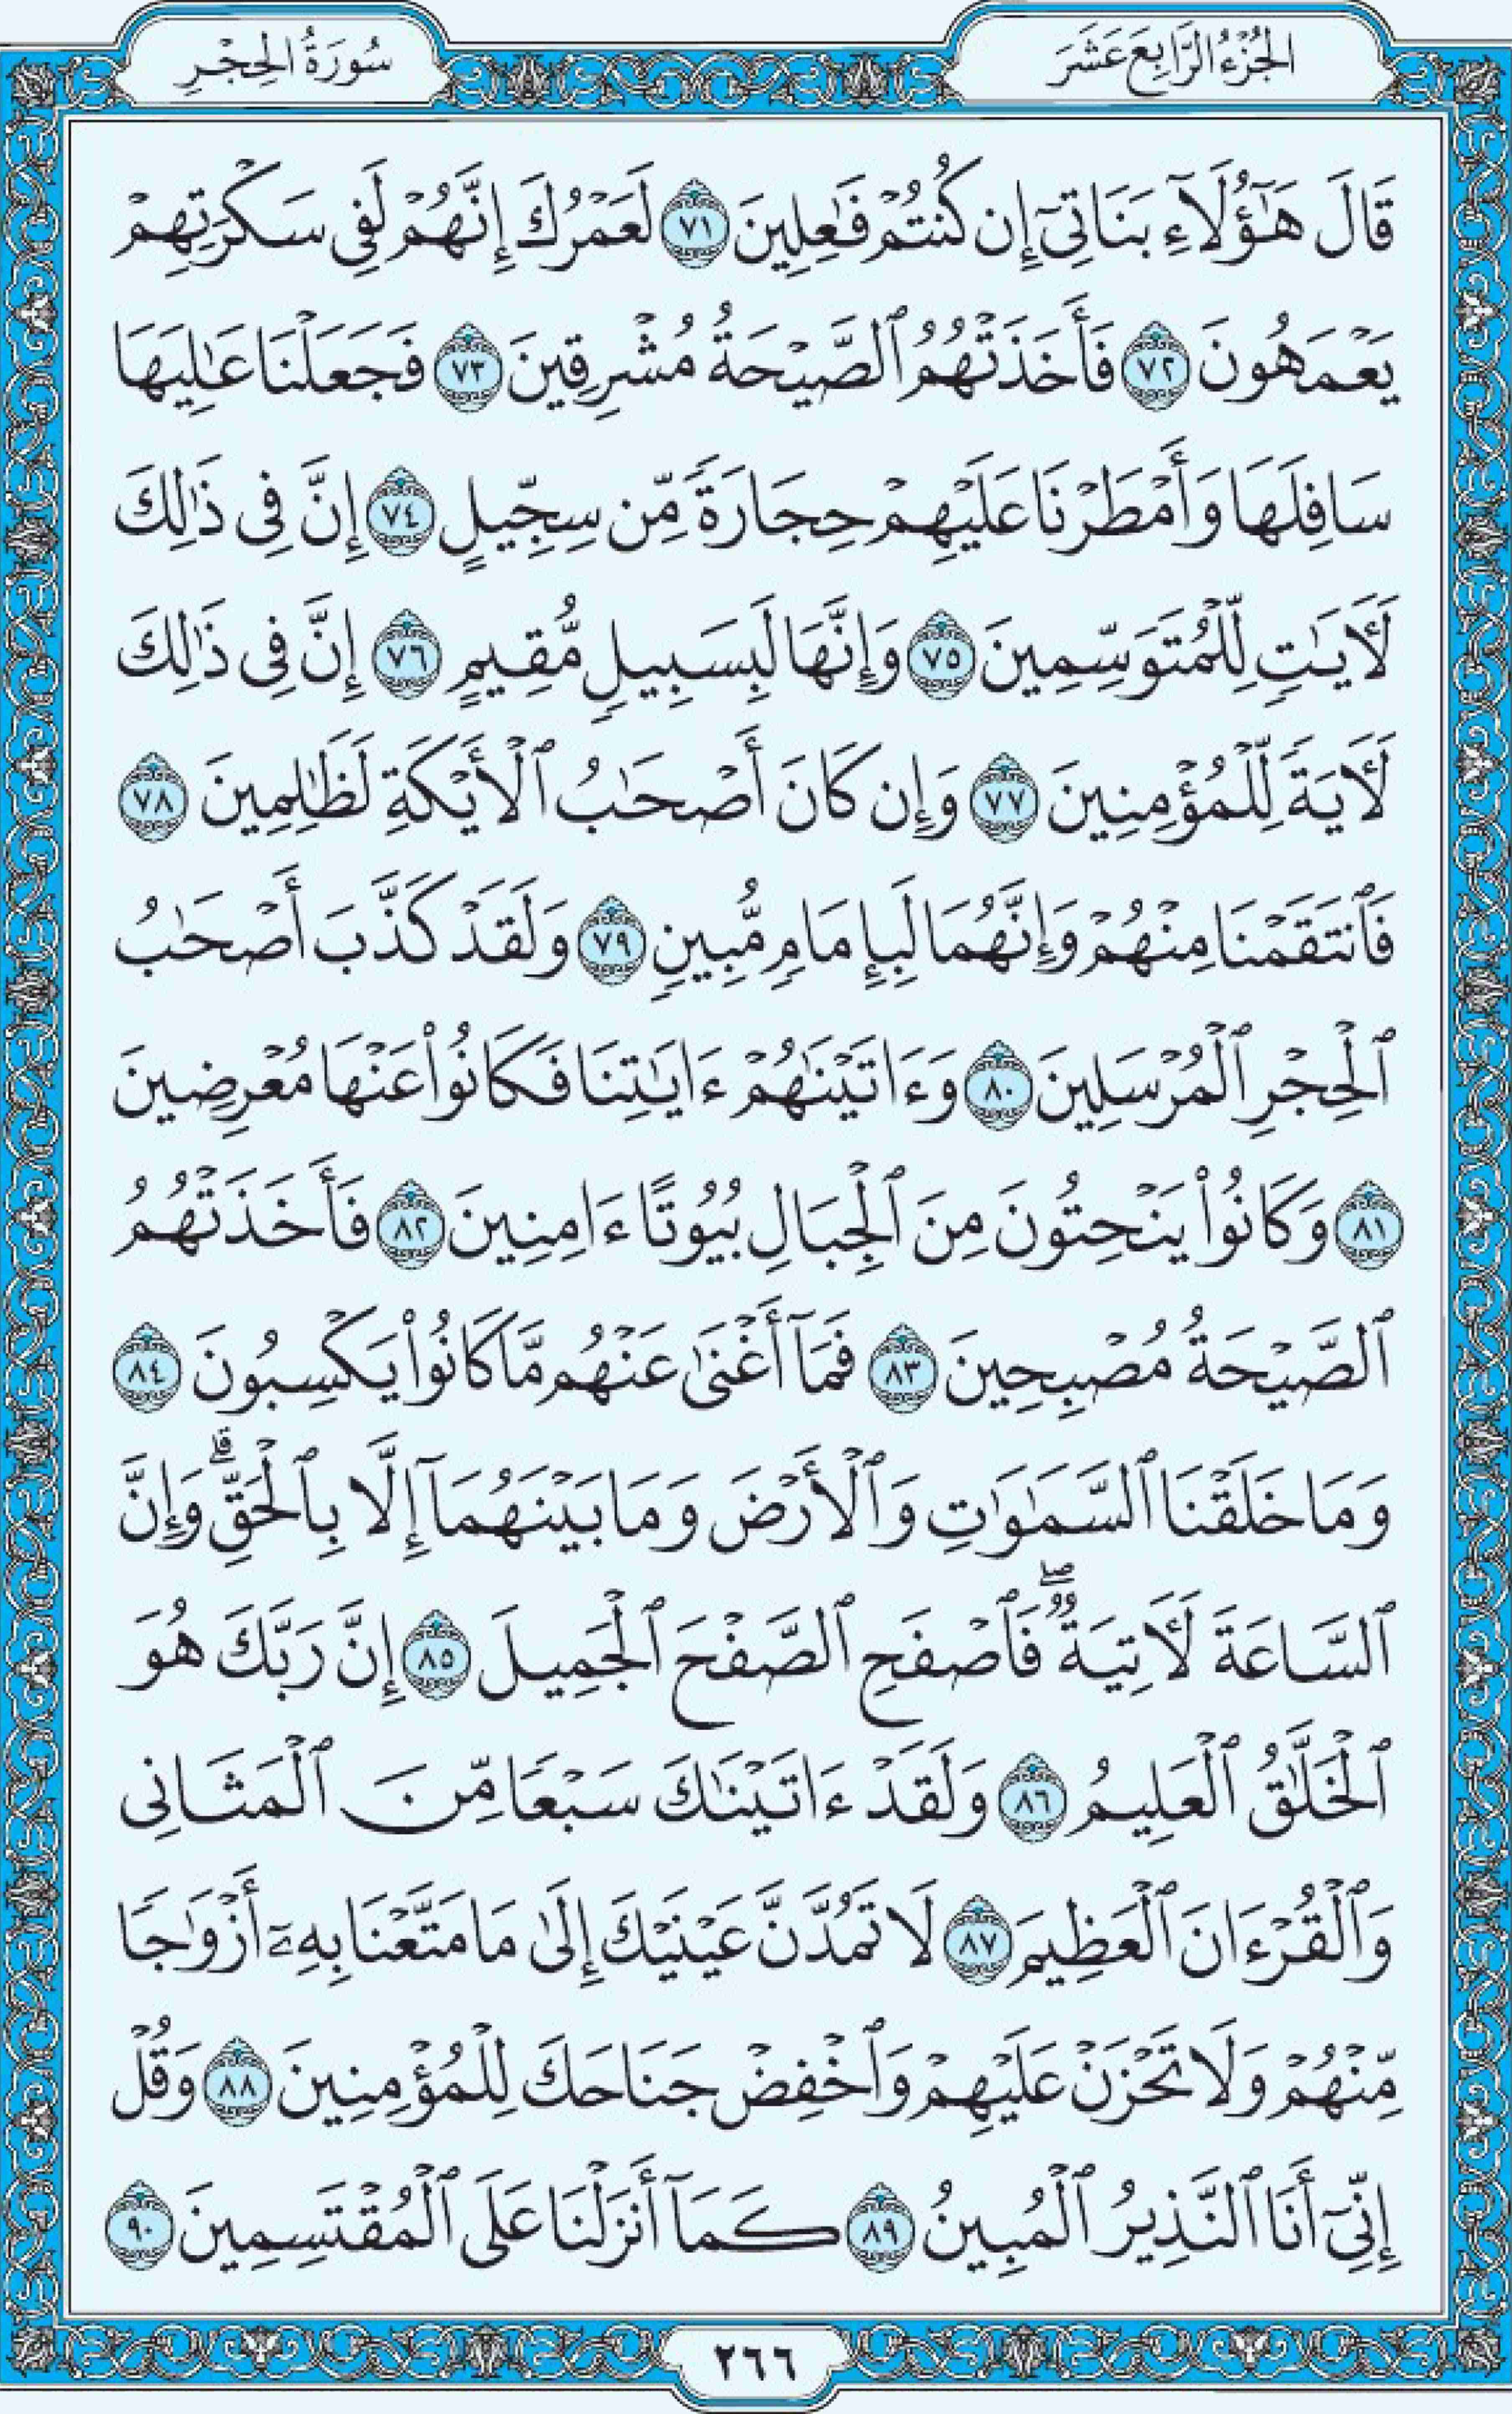 الجُزْءُ الرَّابِعَ عَشَرَ
سُورَةُ الحِجْرِ
قَالَ هَٰٓؤُلَآءِ بَنَاتِىٓ إِن كُنتُمْ فَٰعِلِينَ ٧١ لَعَمْرُكَ إِنَّهُمْ لَفِى سَكْرَتِهِمْ
يَعْمَهُونَ ٧٢ فَأَخَذَتْهُمُ ٱلصَّيْحَةُ مُشْرِقِينَ ٧٣ فَجَعَلْنَا عَٰلِيَهَا
سَافِلَهَا وَأَمْطَرْنَا عَلَيْهِمْ حِجَارَةً مِّن سِجِّيلٍ ٧٤ إِنَّ فِى ذَٰلِكَ
لَءَايَٰتٍ لِّلْمُتَوَسِّمِينَ ٧٥ وَإِنَّهَا لَبِسَبِيلٍ مُّقِيمٍ ٧٦ إِنَّ فِى ذَٰلِكَ
لَءَايَةً لِّلْمُؤْمِنِينَ ٧٧ وَإِن كَانَ أَصْحَٰبُ ٱلْأَيْكَةِ لَظَٰلِمِينَ ٧٨
فَٱنتَقَمْنَا مِنْهُمْ وَإِنَّهُمَا لَبِإِمَامٍ مُّبِينٍ ٧٩ وَلَقَدْ كَذَّبَ أَصْحَٰبُ
ٱلْحِجْرِ ٱلْمُرْسَلِينَ ٨٠ وَءَاتَيْنَٰهُمْ ءَايَٰتِنَا فَكَانُوا۟ عَنْهَا مُعْرِضِينَ
٨١ وَكَانُوا۟ يَنْحِتُونَ مِنَ ٱلْجِبَالِ بُيُوتًا ءَامِنِينَ ٨٢ فَأَخَذَتْهُمُ
ٱلصَّيْحَةُ مُصْبِحِينَ ٨٣ فَمَآ أَغْنَىٰ عَنْهُم مَّا كَانُوا۟ يَكْسِبُونَ ٨٤
وَمَا خَلَقْنَا ٱلسَّمَٰوَٰتِ وَٱلْأَرْضَ وَمَا بَيْنَهُمَآ إِلَّا بِٱلْحَقِّ ۗ وَإِنَّ
ٱلسَّاعَةَ لَءَاتِيَةٌ ۖ فَٱصْفَحِ ٱلصَّفْحَ ٱلْجَمِيلَ ٨٥ إِنَّ رَبَّكَ هُوَ
ٱلْخَلَّٰقُ ٱلْعَلِيمُ ٨٦ وَلَقَدْ ءَاتَيْنَٰكَ سَبْعًا مِّنَ ٱلْمَثَانِى
وَٱلْقُرْءَانَ ٱلْعَظِيمَ ٨٧ لَا تَمُدَّنَّ عَيْنَيْكَ إِلَىٰ مَا مَتَّعْنَا بِهِۦٓ أَزْوَٰجًا
مِّنْهُمْ وَلَا تَحْزَنْ عَلَيْهِمْ وَٱخْفِضْ جَنَاحَكَ لِلْمُؤْمِنِينَ ٨٨ وَقُلْ
إِنِّىٓ أَنَا ٱلنَّذِيرُ ٱلْمُبِينُ ٨٩ كَمَآ أَنزَلْنَا عَلَى ٱلْمُقْتَسِمِينَ ٩٠
٢٦٦